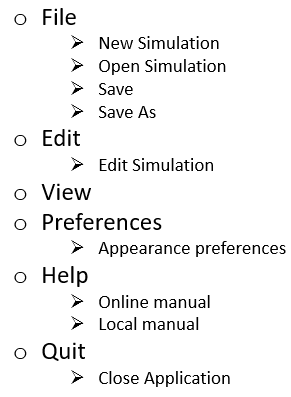 File
New Simulation
Open Simulation
Save
Save As
Edit
Edit Simulation
View
Preferences
Appearance preferences
Help
Online manual
Local manual
Quit
Close Application